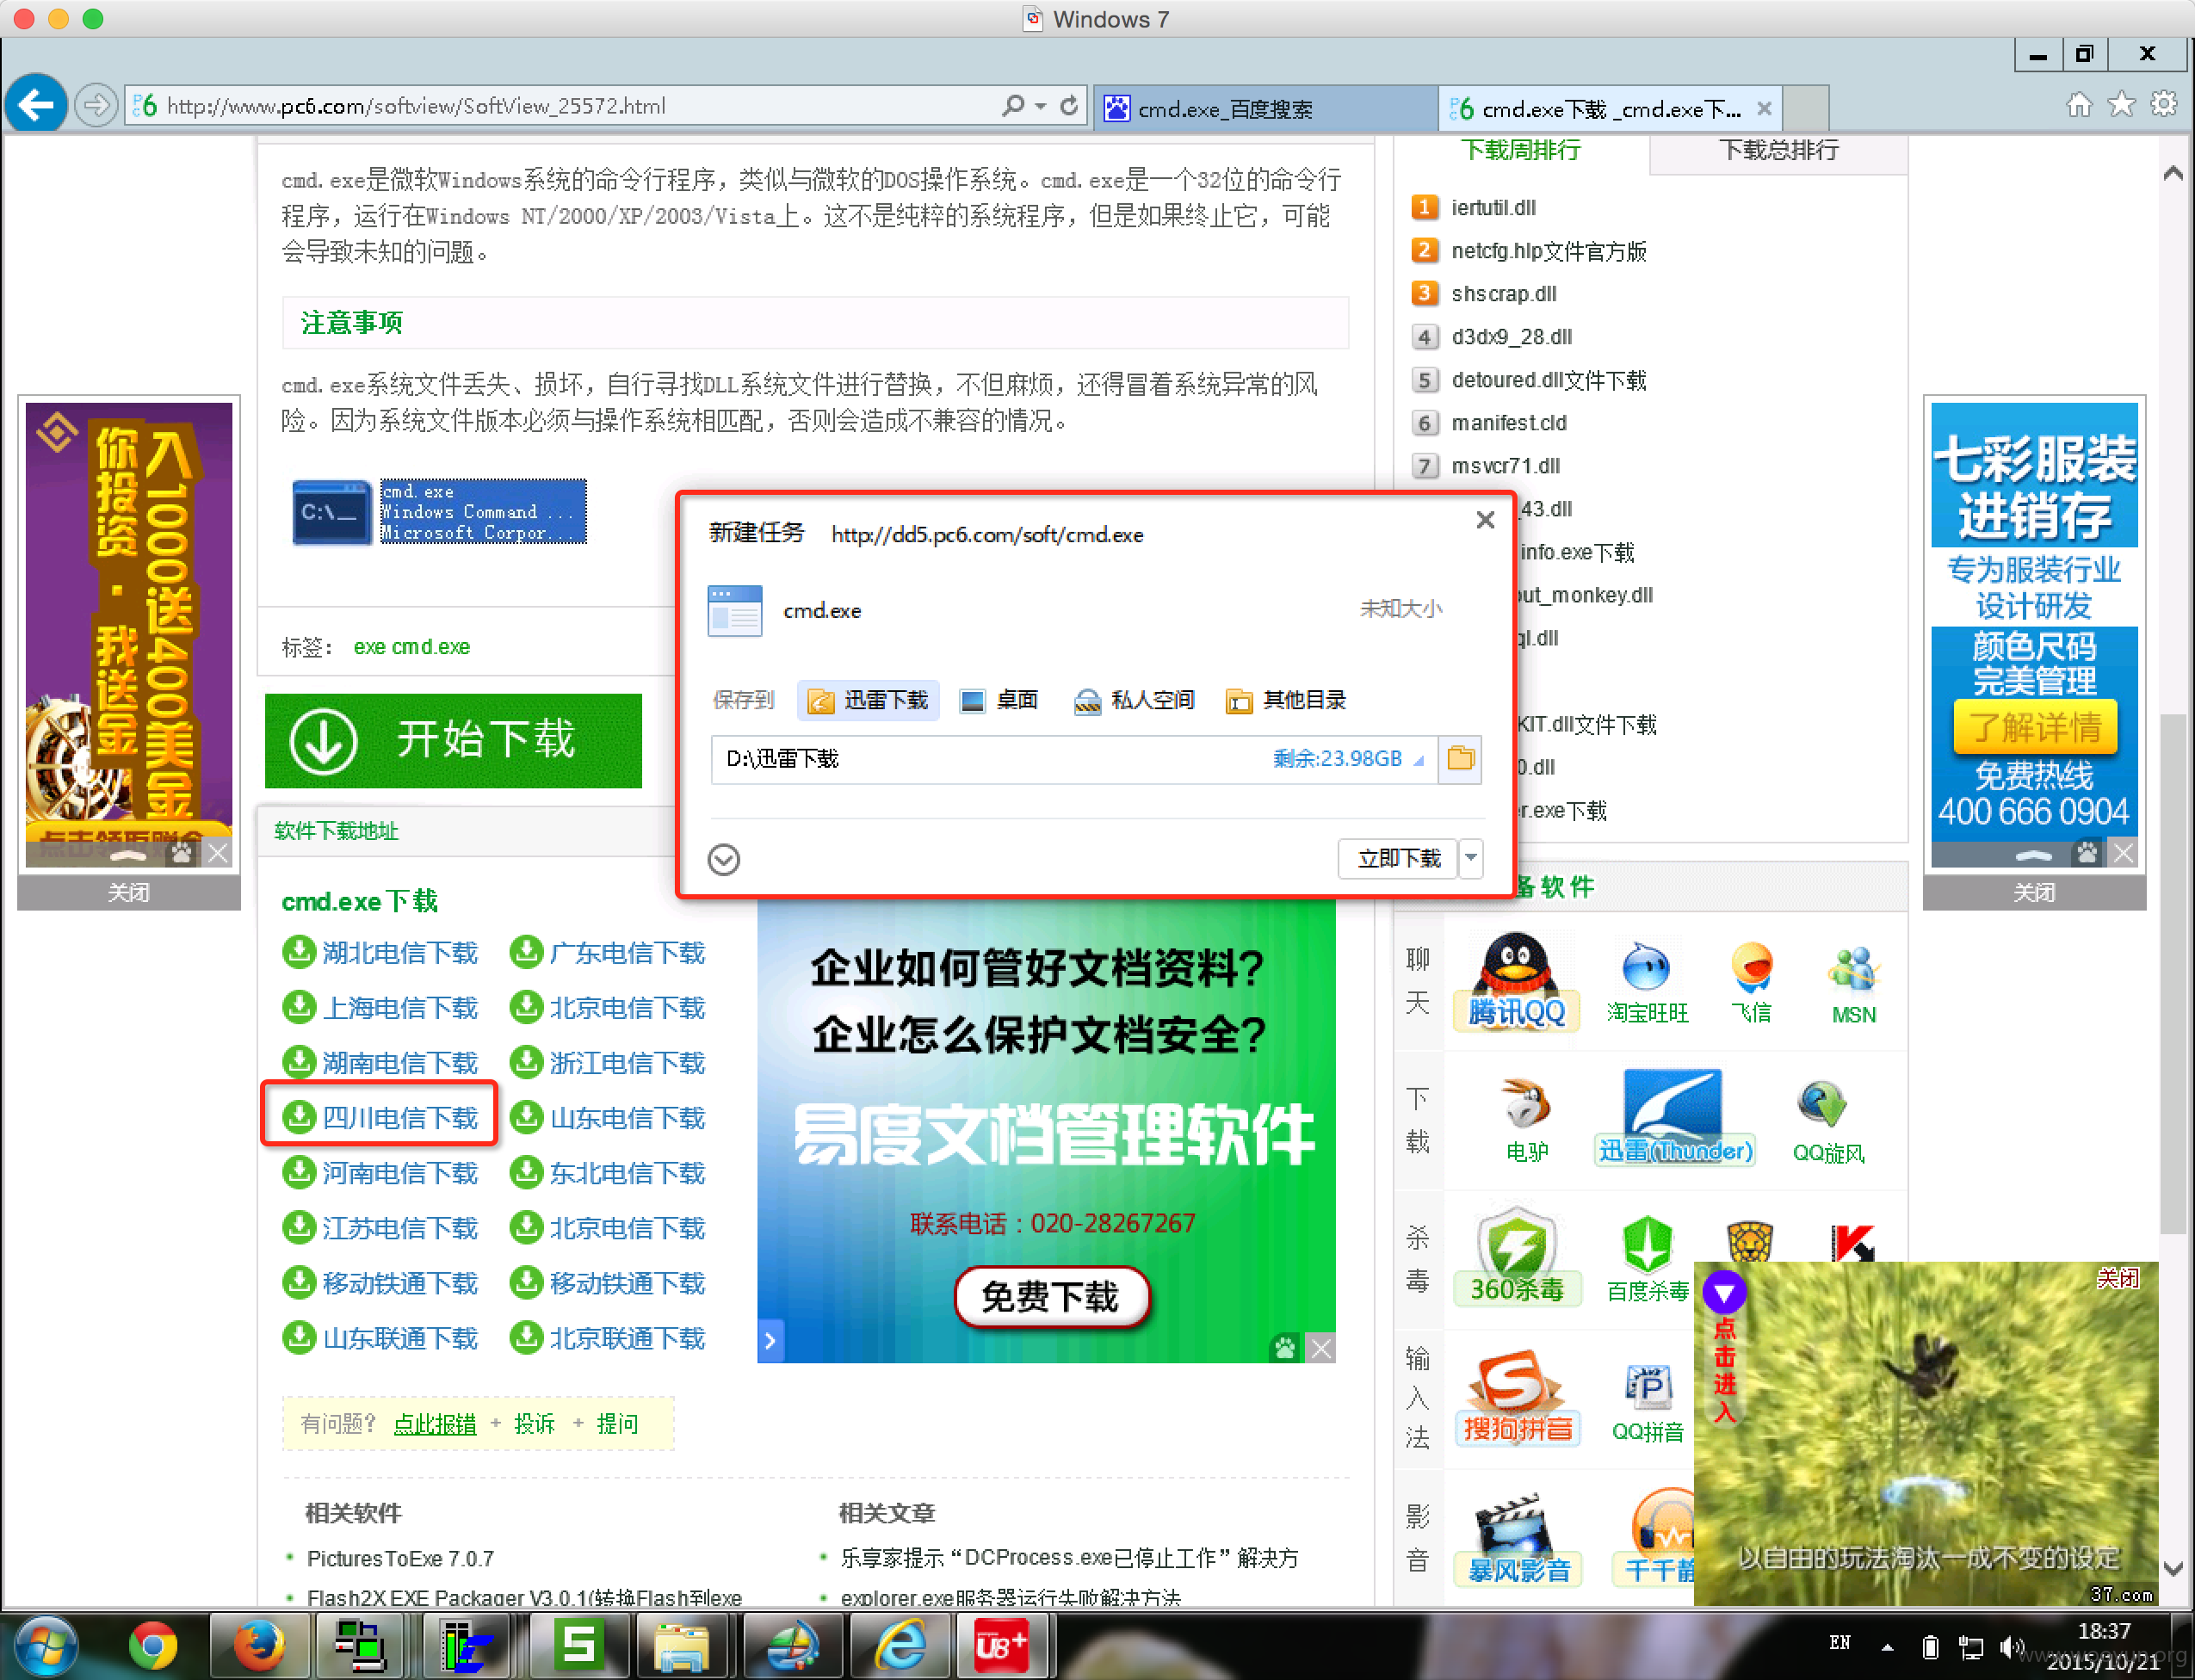 Windows 7
http://www.pc6.com/softview/SoftView_25572.html
cmd.exe_百度搜索
cmd.exe下载 _cmd.exe下...
cmd.exe是微软Windows系统的命令行程序，类似与微软的DOS操作系统。cmd.exe是一个32位的命令行
程序，运行在Windows NT/2000/XP/2003/Vista上。这不是纯粹的系统程序，但是如果终止它，可能
会导致未知的问题。
注意事项
cmd.exe系统文件丢失、损坏，自行寻找DLL系统文件进行替换，不但麻烦，还得冒着系统异常的风
险。因为系统文件版本必须与操作系统相匹配，否则会造成不兼容的情况。
C:\_
cmd.exe
Windows Command ...
Microsoft Corpor...
标签： exe cmd.exe
开始下载
软件下载地址
cmd.exe下载
湖北电信下载 广东电信下载
上海电信下载 北京电信下载
湖南电信下载 浙江电信下载
四川电信下载 山东电信下载
河南电信下载 东北电信下载
江苏电信下载 北京电信下载
移动铁通下载 移动铁通下载
山东联通下载 北京联通下载
有问题? 点此报错 + 投诉 + 提问
相关软件
PicturesToExe 7.0.7
Flash2X EXE Packager V3.0.1(转换Flash到exe
相关文章
乐享家提示“DCProcess.exe已停止工作”解决方
explorer.exe服务器运行失败解决方法
新建任务 http://dd5.pc6.com/soft/cmd.exe
cmd.exe 未知大小
保存到 迅雷下载 桌面 私人空间 其他目录
D:\迅雷下载 剩余:23.98GB
立即下载
企业如何管好文档资料?
企业怎么保护文档安全?
易度文档管理软件
联系电话：020-28267267
免费下载
下载周排行 下载总排行
1 iertutil.dll
2 netcfg.hlp文件官方版
3 shscrap.dll
4 d3dx9_28.dll
5 detoured.dll文件下载
6 manifest.cld
7 msvcr71.dll
_43.dll
info.exe下载
out_monkey.dll
ql.dll
KIT.dll文件下载
0.dll
r.exe下载
备软件
聊天
腾讯QQ 淘宝旺旺 飞信 MSN
下载
电驴 迅雷(Thunder) QQ旋风
杀毒
360杀毒 百度杀毒
输入法
搜狗拼音 QQ拼音
影音
暴风影音 千千静
入1000送400美金
你投资·我送金
点击领取赠金
关闭
七彩服装
进销存
专为服装行业
设计研发
颜色尺码
完美管理
了解详情
免费热线
400 666 0904
关闭
关闭
点击进入
以自由的玩法淘汰一成不变的设定
37.com
U8+
EN
18:37
2015/10/21
www.wooyun.org